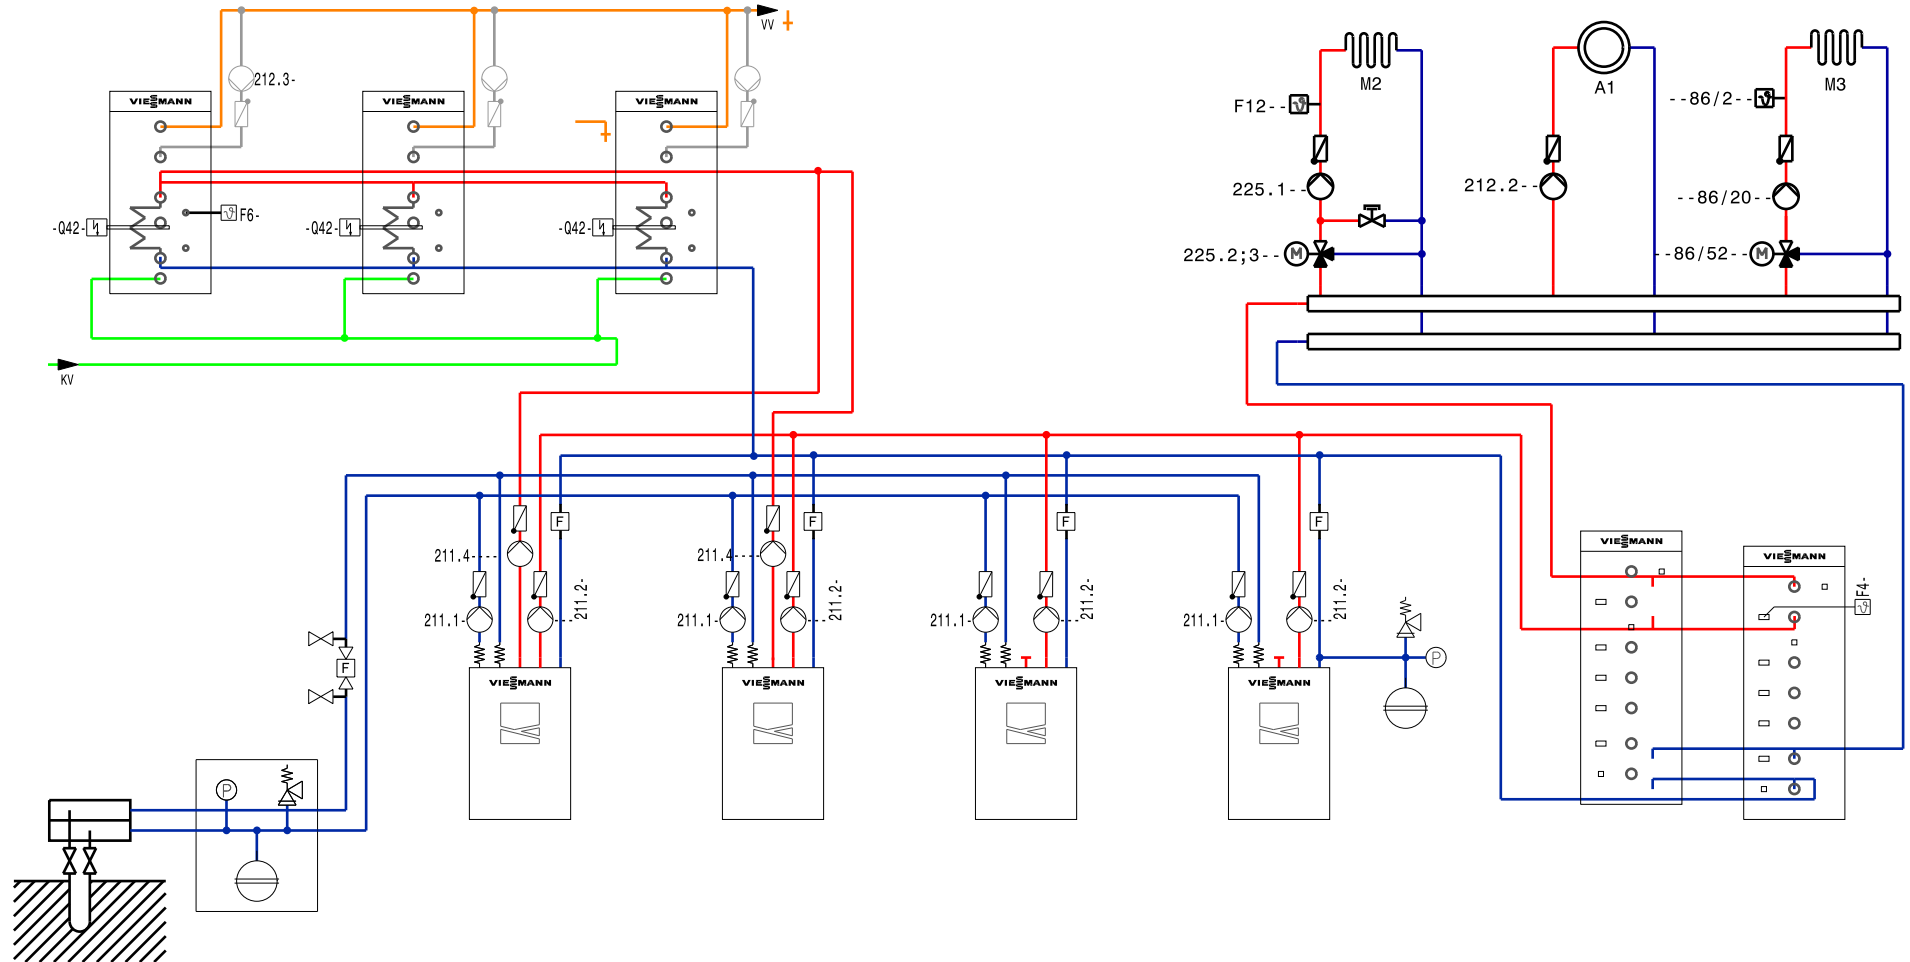 VV
212.3-
VIESMANN
VIESMANN
VIESMANN
M2
A1
M3
F12--
--86/2--
225.1--
212.2--
--86/20--
-Q42-
F6-
-Q42-
-Q42-
225.2;3--
M
--86/52--
M
KV
F
F
F
F
211.4----
211.4----
VIESMANN
VIESMANN
F4-
211.1-
211.2-
211.1-
211.2-
211.1-
211.2-
211.1-
211.2-
F
P
VIESMANN
VIESMANN
VIESMANN
VIESMANN
P